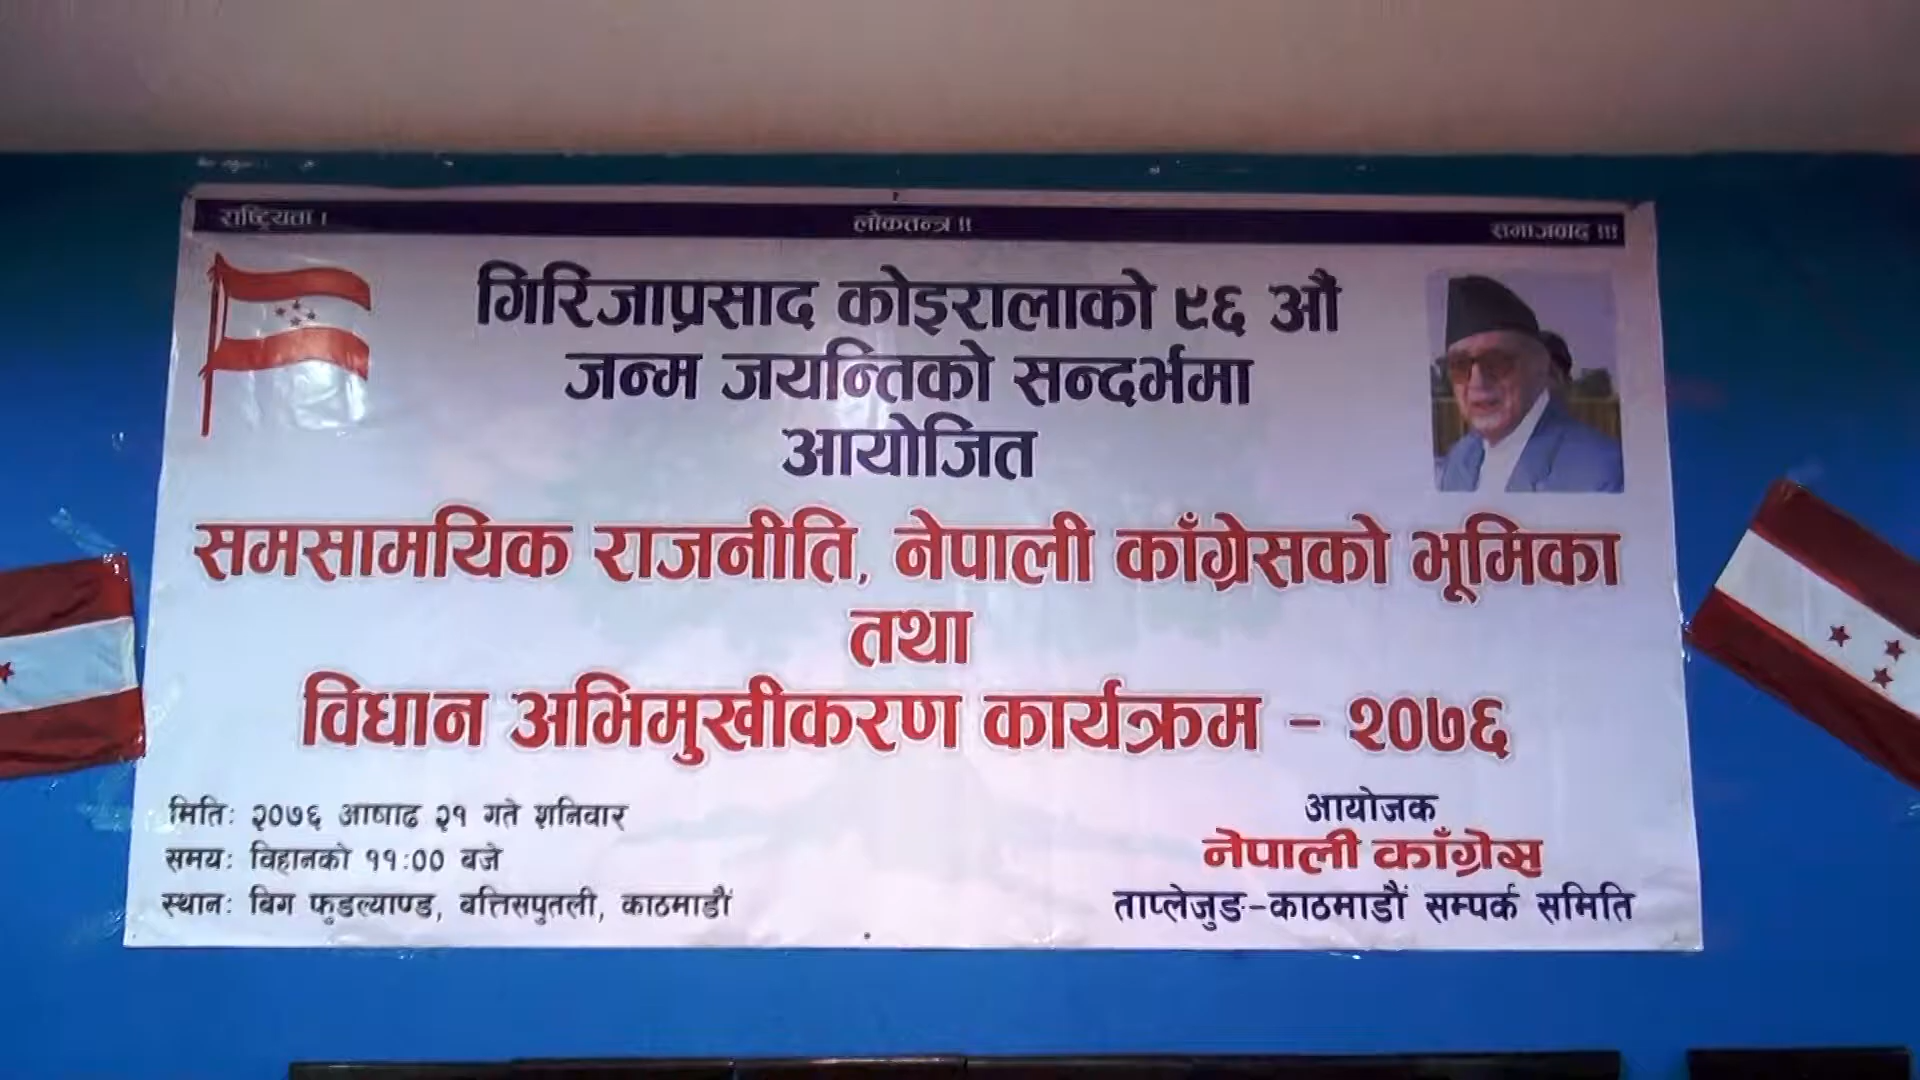 राष्ट्रियता । लोकतन्त्र !! समाजवाद !!!
गिरिजाप्रसाद कोइरालाको ९६ औं
जन्म जयन्तिको सन्दर्भमा
आयोजित
समसामयिक राजनीति, नेपाली काँग्रेसको भूमिका
तथा
विधान अभिमुखीकरण कार्यक्रम - २०७६
मितिः २०७६ आषाढ २१ गते शनिवार
समयः विहानको ११:00 बजे
स्थानः बिग फुडल्याण्ड, बत्तिसपुतली, काठमाडौं
आयोजक
नेपाली काँग्रेस
ताप्लेजुङ-काठमाडौं सम्पर्क समिति